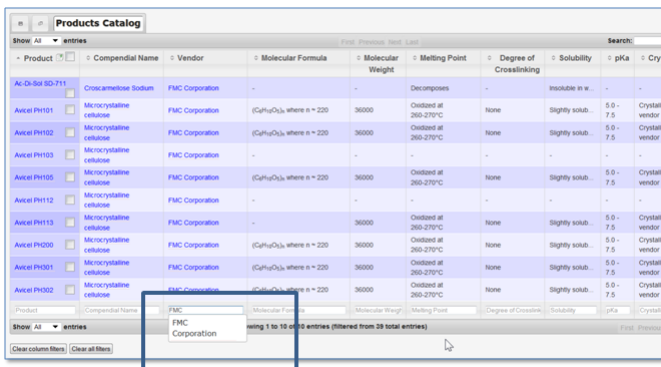 Products Catalog
Show All entries
First Previous Next Last
Search:
Product Compendial Name Vendor Molecular Formula Molecular Weight Melting Point Degree of Crosslinking Solubility pKa Cry
Ac-Di-Sol SD-711 Croscarmellose Sodium FMC Corporation - - Decomposes - Insoluble in w... - -
Avicel PH101 Microcrystalline cellulose FMC Corporation (C₆H₁₀O₅)ₙ where n ~ 220 36000 Oxidized at 260-270°C None Slightly solub... 5.0 - 7.5 Crystall vendor
Avicel PH102 Microcrystalline cellulose FMC Corporation (C₆H₁₀O₅)ₙ where n ~ 220 36000 Oxidized at 260-270°C None Slightly solub... 5.0 - 7.5 Crystall vendor
Avicel PH103 Microcrystalline cellulose FMC Corporation - - - - - - -
Avicel PH105 Microcrystalline cellulose FMC Corporation (C₆H₁₀O₅)ₙ where n ~ 220 36000 Oxidized at 260-270°C None Slightly solub... 5.0 - 7.5 Crystall vendor
Avicel PH112 Microcrystalline cellulose FMC Corporation - - - - - - -
Avicel PH113 Microcrystalline cellulose FMC Corporation (C₆H₁₀O₅)ₙ where n ~ 220 36000 Oxidized at 260-270°C None Slightly solub... 5.0 - 7.5 Crystall vendor
Avicel PH200 Microcrystalline cellulose FMC Corporation (C₆H₁₀O₅)ₙ where n ~ 220 36000 Oxidized at 260-270°C None Slightly solub... 5.0 - 7.5 Crystall vendor
Avicel PH301 Microcrystalline cellulose FMC Corporation (C₆H₁₀O₅)ₙ where n ~ 220 36000 Oxidized at 260-270°C None Slightly solub... 5.0 - 7.5 Crystall vendor
Avicel PH302 Microcrystalline cellulose FMC Corporation (C₆H₁₀O₅)ₙ where n ~ 220 36000 Oxidized at 260-270°C None Slightly solub... 5.0 - 7.5 Crystall vendor
Product Compendial Name FMC Molecular Formula Molecular Weigh Melting Point Degree of Crosslink Solubility pKa Crystall
FMC
Corporation
Show All entries
wing 1 to 10 of 10 entries (filtered from 39 total entries)
First Previous
Clear column filters Clear all filters